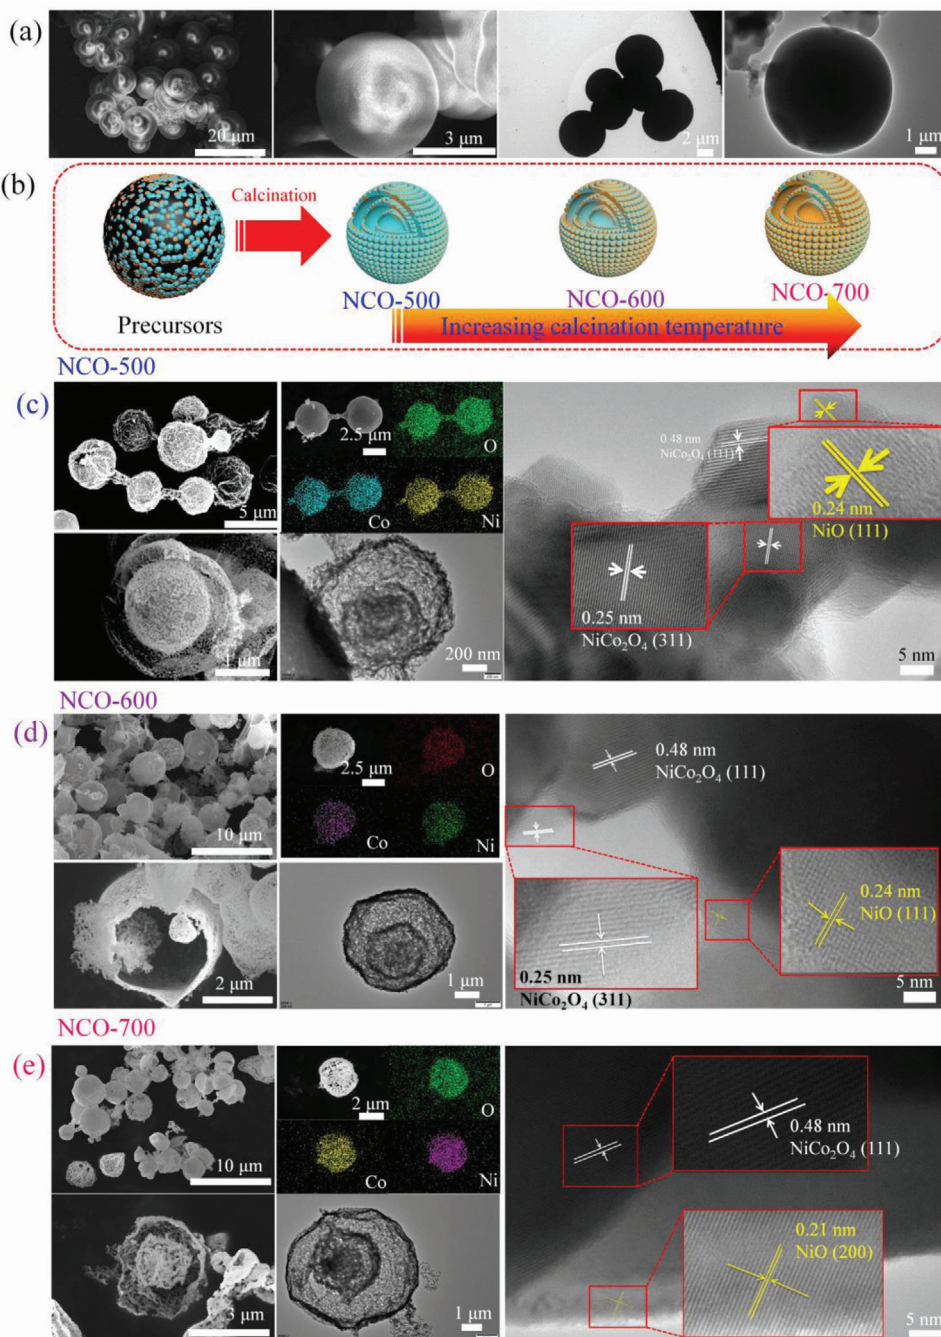 (a)
20 μm
3 μm
2 μm
1 μm
(b)
Calcination
Precursors
NCO-500
NCO-600
NCO-700
Increasing calcination temperature
NCO-500
(c)
5 μm
2.5 μm
O
Co
Ni
1 μm
200 nm
0.48 nm
NiCo₂O₄ (111)
0.24 nm
NiO (111)
0.25 nm
NiCo₂O₄ (311)
5 nm
NCO-600
(d)
10 μm
2.5 μm
O
Co
Ni
2 μm
1 μm
0.48 nm
NiCo₂O₄ (111)
0.24 nm
NiO (111)
0.25 nm
NiCo₂O₄ (311)
5 nm
NCO-700
(e)
10 μm
2 μm
O
Co
Ni
3 μm
1 μm
0.48 nm
NiCo₂O₄ (111)
0.21 nm
NiO (200)
5 nm